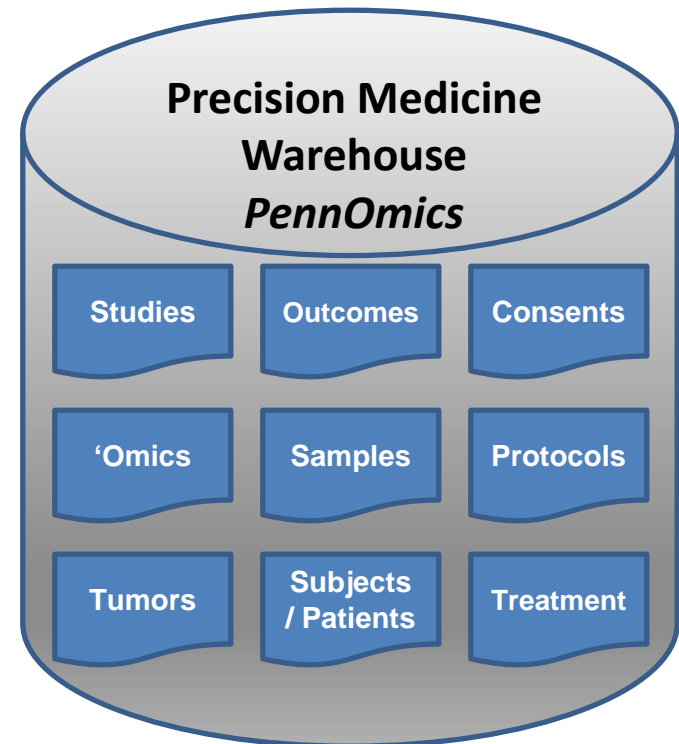 Precision Medicine
Warehouse
PennOmics
Studies
Outcomes
Consents
‘Omics
Samples
Protocols
Tumors
Subjects
/ Patients
Treatment